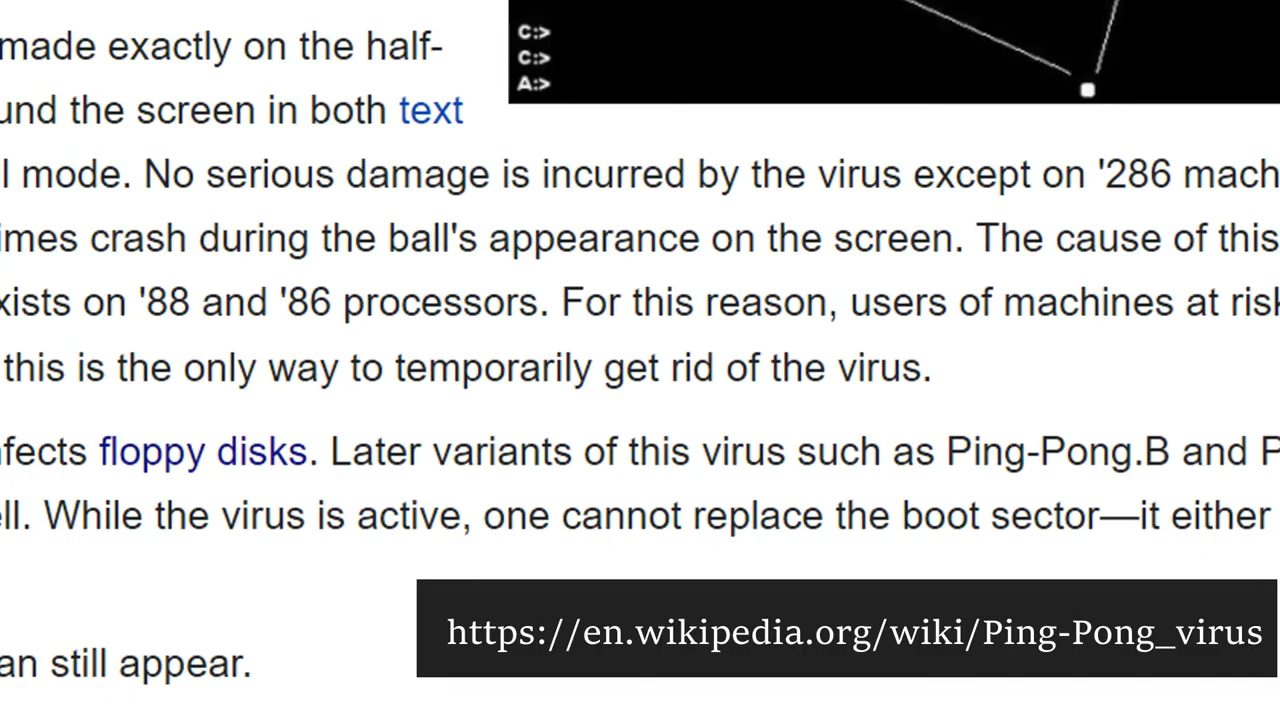 made exactly on the half-
C:>
C:>
A:>
und the screen in both text
l mode. No serious damage is incurred by the virus except on '286 mach
imes crash during the ball's appearance on the screen. The cause of this
xists on '88 and '86 processors. For this reason, users of machines at risk
this is the only way to temporarily get rid of the virus.
nfects floppy disks. Later variants of this virus such as Ping-Pong.B and P
ell. While the virus is active, one cannot replace the boot sector—it either
https://en.wikipedia.org/wiki/Ping-Pong_virus
an still appear.